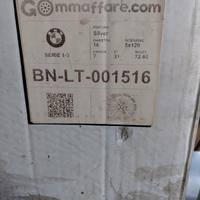 Gommaffare.com
Silver
16
5x120
SERIE 1-3
7
31
72.60
BN-LT-001516